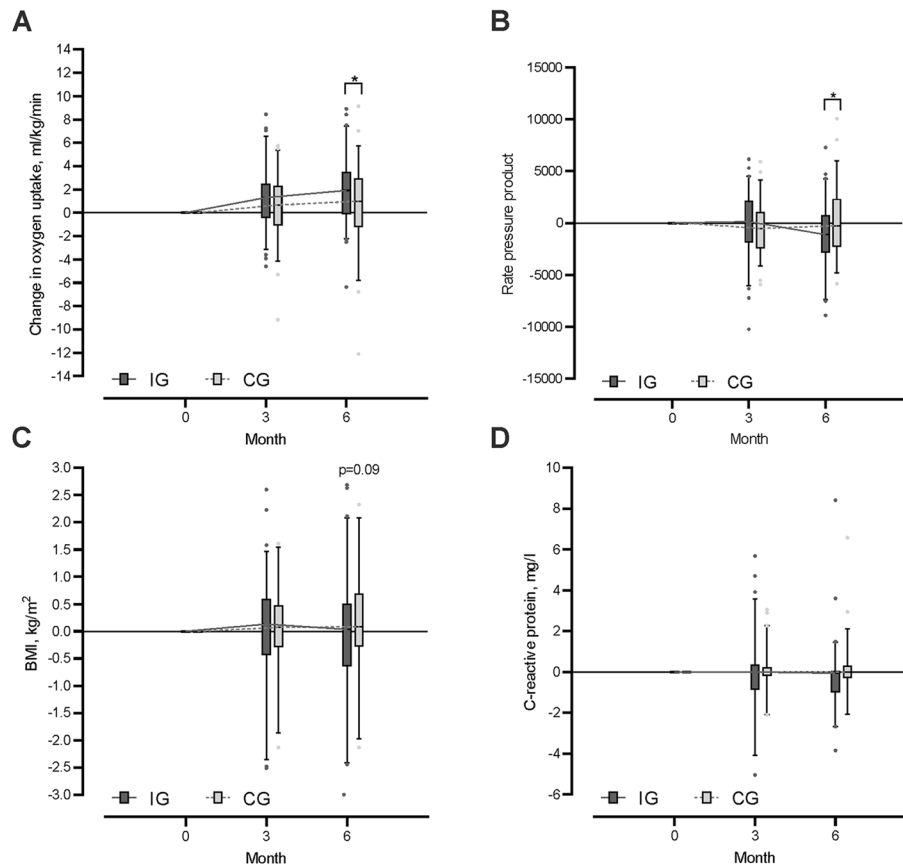 A
Change in oxygen uptake, ml/kg/min
14
12
10
8
6
4
2
0
-2
-4
-6
-8
-10
-12
-14
*
IG CG
0 3 6
Month
B
Rate pressure product
15000
10000
5000
0
-5000
-10000
-15000
*
IG CG
0 3 6
Month
C
BMI, kg/m²
3.0
2.5
2.0
1.5
1.0
0.5
0.0
-0.5
-1.0
-1.5
-2.0
-2.5
-3.0
p=0.09
IG CG
0 3 6
Month
D
C-reactive protein, mg/l
10
8
6
4
2
0
-2
-4
-6
IG CG
0 3 6
Month